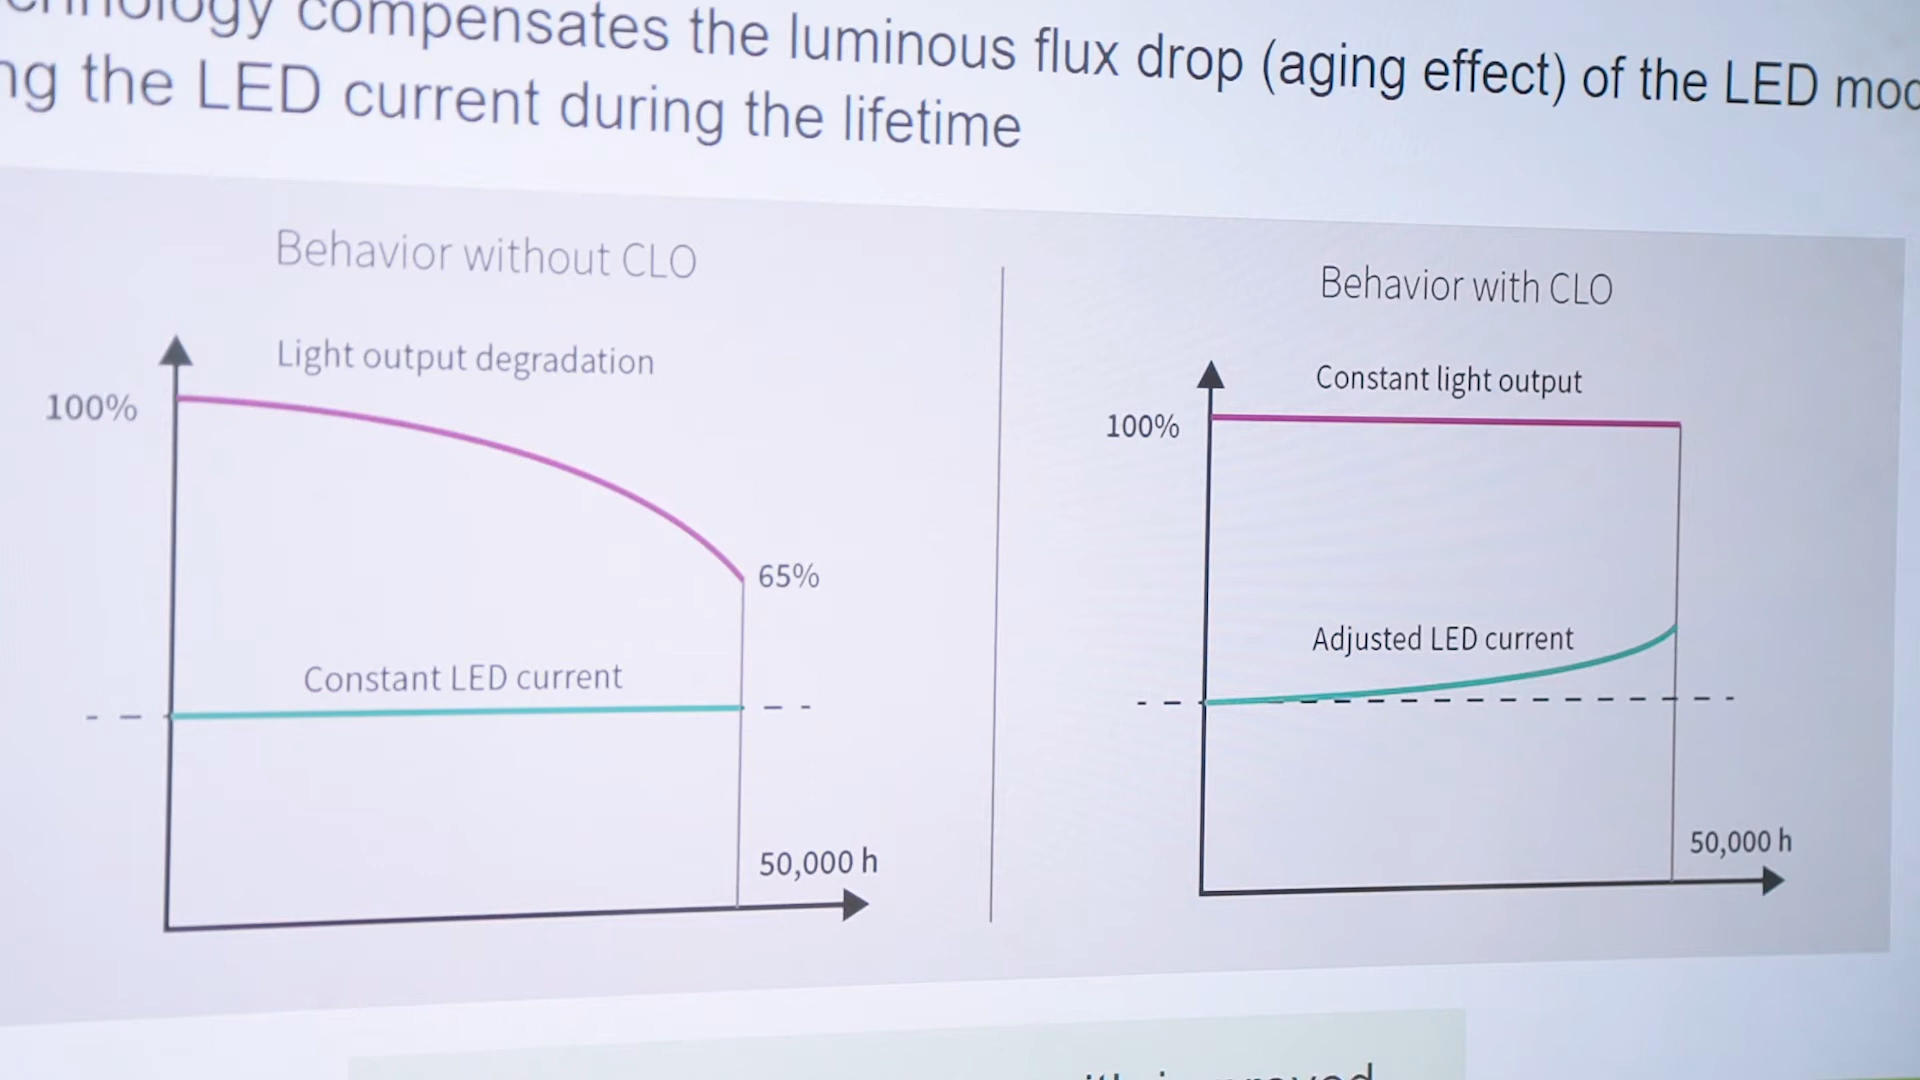 compensates the luminous flux drop (aging effect) of the LED
the LED current during the lifetime
Behavior without CLO
Light output degradation
100%
65%
Constant LED current
50,000 h
Behavior with CLO
Constant light output
100%
Adjusted LED current
50,000 h